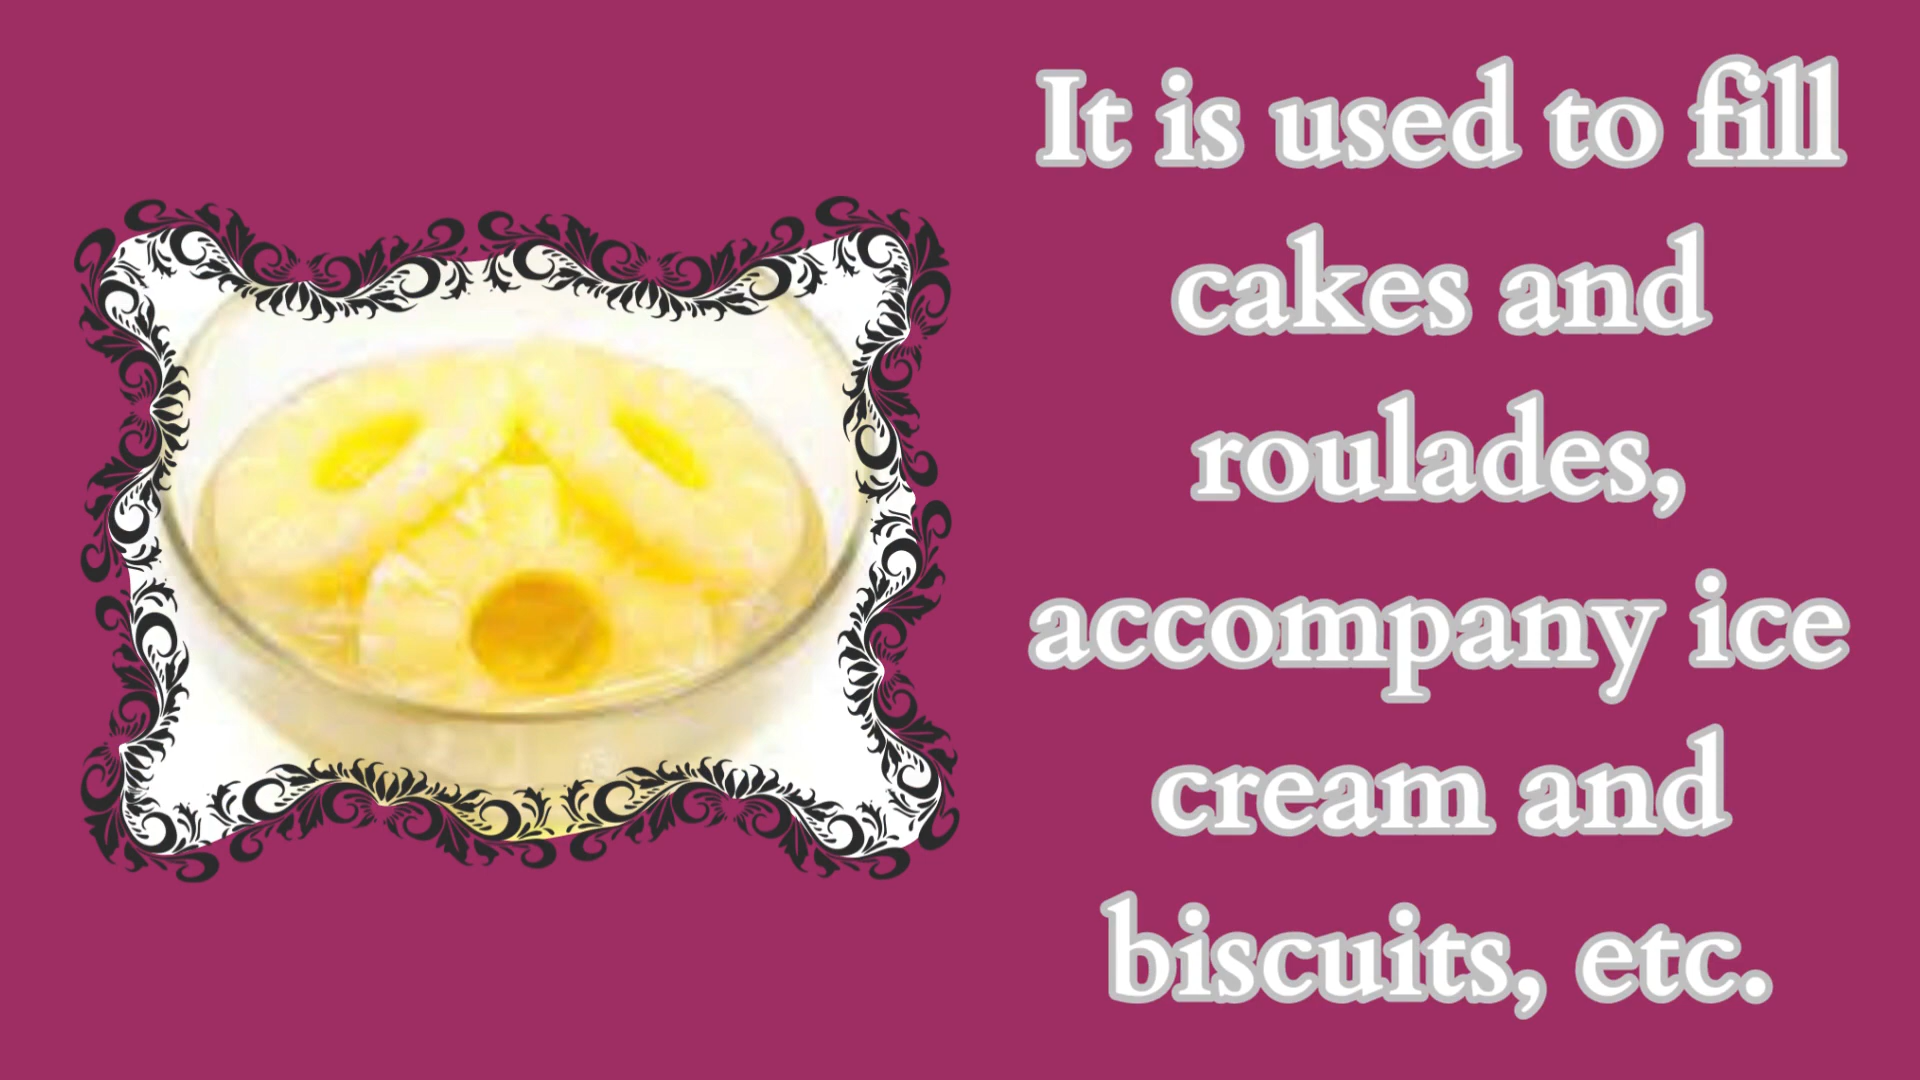 It is used to fill
cakes and
roulades,
accompany ice
cream and
biscuits, etc.